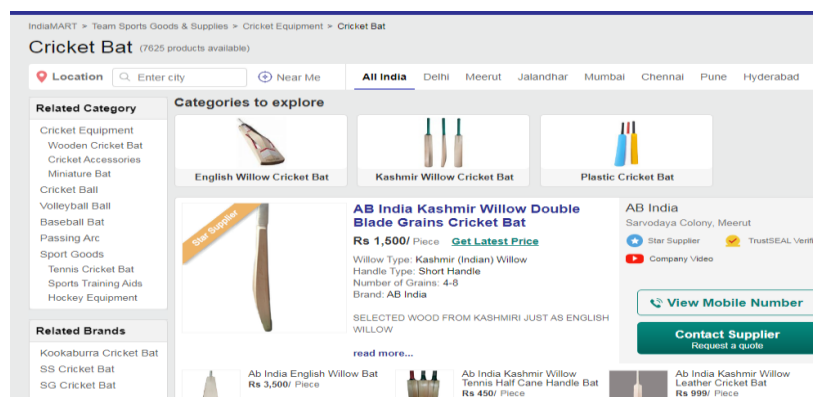 IndiaMART > Team Sports Goods & Supplies > Cricket Equipment > Cricket Bat
Cricket Bat (7625 products available)
Location Enter city Near Me All India Delhi Meerut Jalandhar Mumbai Chennai Pune Hyderabad
Related Category
Cricket Equipment
Wooden Cricket Bat
Cricket Accessories
Miniature Bat
Cricket Ball
Volleyball Ball
Baseball Bat
Passing Arc
Sport Goods
Tennis Cricket Bat
Sports Training Aids
Hockey Equipment
Related Brands
Kookaburra Cricket Bat
SS Cricket Bat
SG Cricket Bat
Categories to explore
English Willow Cricket Bat
Kashmir Willow Cricket Bat
Plastic Cricket Bat
Star Supplier
AB India Kashmir Willow Double
Blade Grains Cricket Bat
Rs 1,500/ Piece Get Latest Price
Willow Type: Kashmir (Indian) Willow
Handle Type: Short Handle
Number of Grains: 4-8
Brand: AB India
SELECTED WOOD FROM KASHMIRI JUST AS ENGLISH
WILLOW
read more...
AB India
Sarvodaya Colony, Meerut
Star Supplier TrustSEAL Verifi
Company Video
View Mobile Number
Contact Supplier
Request a quote
Ab India English Willow Bat
Rs 3,500/ Piece
Ab India Kashmir Willow
Tennis Half Cane Handle Bat
Rs 450/ Piece
Ab India Kashmir Willow
Leather Cricket Bat
Rs 999/ Piece